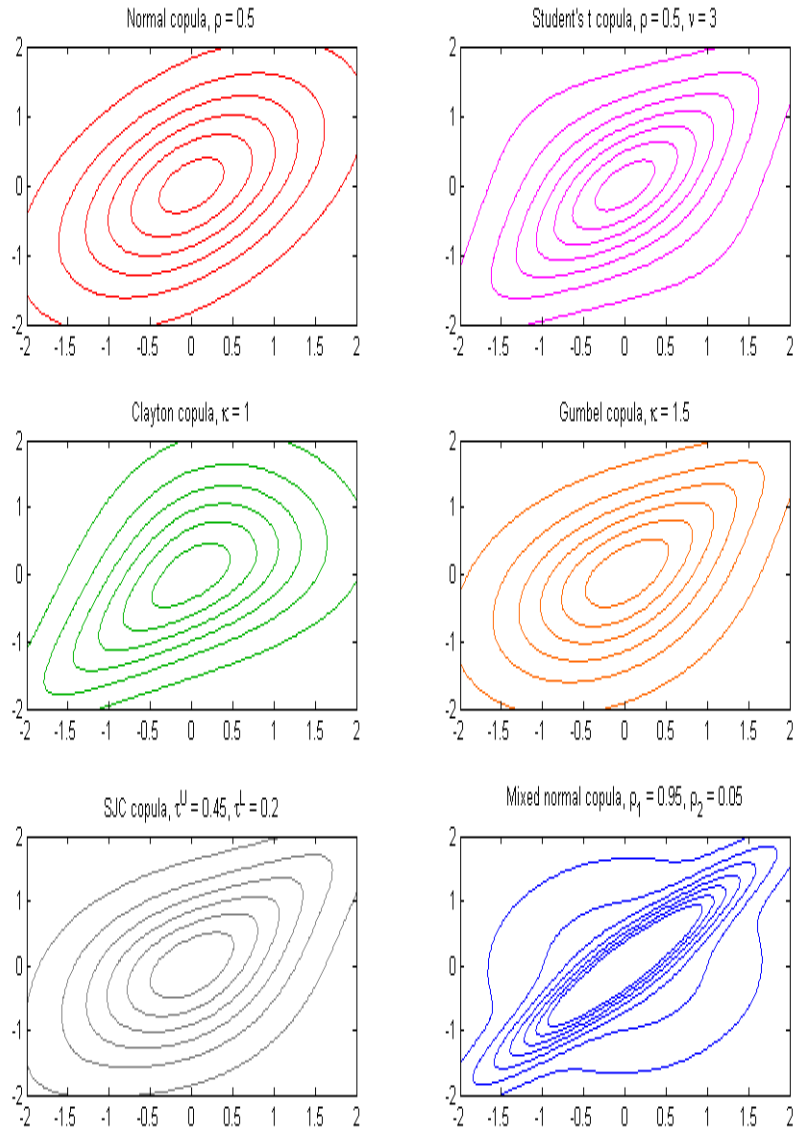 Normal copula, ρ = 0.5
2
1
0
-1
-2
-2 -1.5 -1 -0.5 0 0.5 1 1.5 2
Student's t copula, ρ = 0.5, ν = 3
2
1
0
-1
-2
-2 -1.5 -1 -0.5 0 0.5 1 1.5 2
Clayton copula, κ = 1
2
1
0
-1
-2
-2 -1.5 -1 -0.5 0 0.5 1 1.5 2
Gumbel copula, κ = 1.5
2
1
0
-1
-2
-2 -1.5 -1 -0.5 0 0.5 1 1.5 2
SJC copula, τ^U = 0.45, τ^L = 0.2
2
1
0
-1
-2
-2 -1.5 -1 -0.5 0 0.5 1 1.5 2
Mixed normal copula, ρ₁ = 0.95, ρ₂ = 0.05
2
1
0
-1
-2
-2 -1.5 -1 -0.5 0 0.5 1 1.5 2